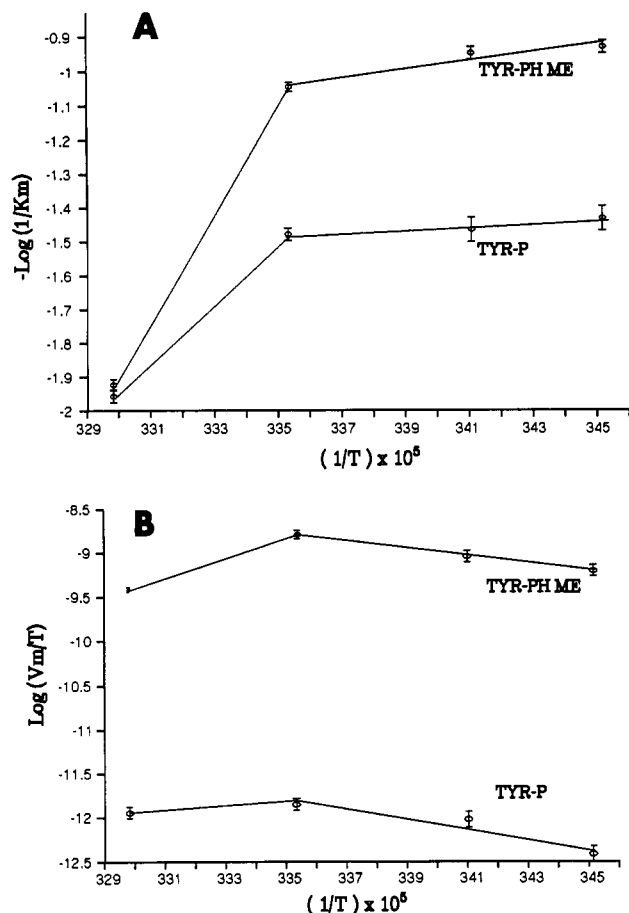 A
-0.9
-1
-1.1
-1.2
-1.3
-1.4
-1.5
-1.6
-1.7
-1.8
-1.9
-2
-Log (1/Km)
TYR-PH ME
TYR-P
329 331 333 335 337 339 341 343 345
(1/T) x 10⁵
B
-8.5
-9
-9.5
-10
-10.5
-11
-11.5
-12
-12.5
Log (Vm/T)
TYR-PH ME
TYR-P
329 331 333 335 337 339 341 343 345
(1/T) x 10⁵